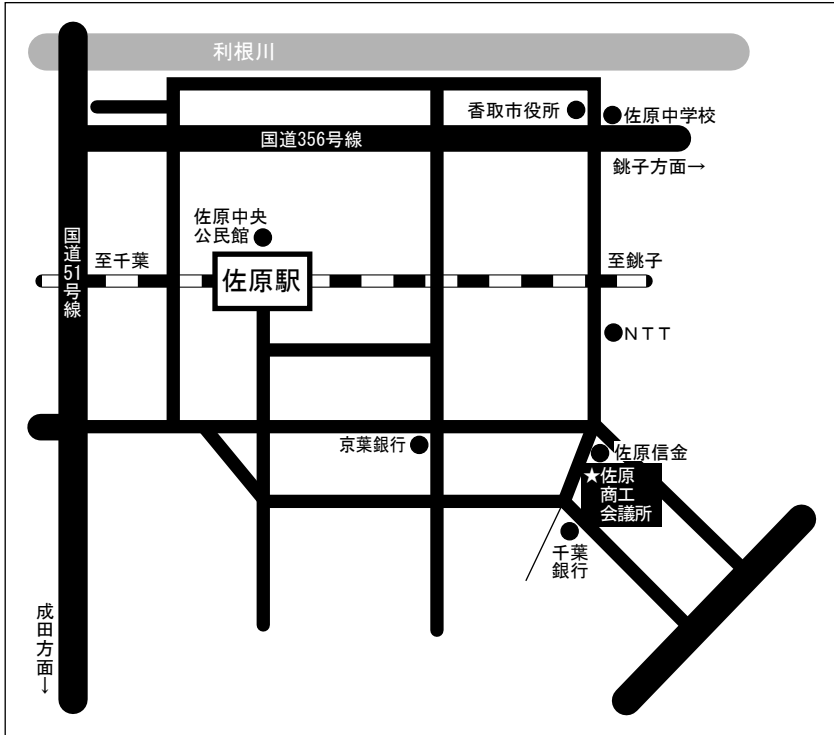 利根川
香取市役所
佐原中学校
国道356号線
銚子方面→
佐原中央
公民館
国道51号線
至千葉
佐原駅
至銚子
NTT
京葉銀行
佐原信金
★佐原
商工
会議所
千葉
銀行
成田方面→